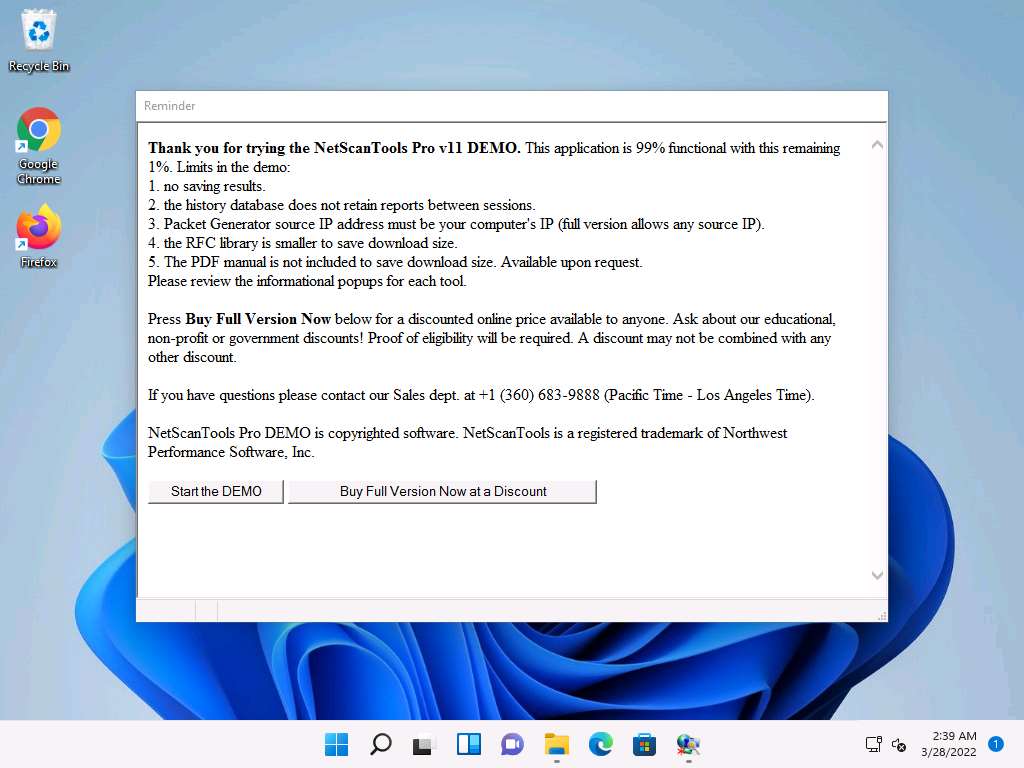 Recycle Bin
Google
Chrome
Firefox
Reminder
Thank you for trying the NetScanTools Pro v11 DEMO. This application is 99% functional with this remaining
1%. Limits in the demo:
1. no saving results.
2. the history database does not retain reports between sessions.
3. Packet Generator source IP address must be your computer's IP (full version allows any source IP).
4. the RFC library is smaller to save download size.
5. The PDF manual is not included to save download size. Available upon request.
Please review the informational popups for each tool.
Press Buy Full Version Now below for a discounted online price available to anyone. Ask about our educational,
non-profit or government discounts! Proof of eligibility will be required. A discount may not be combined with any
other discount.
If you have questions please contact our Sales dept. at +1 (360) 683-9888 (Pacific Time - Los Angeles Time).
NetScanTools Pro DEMO is copyrighted software. NetScanTools is a registered trademark of Northwest
Performance Software, Inc.
Start the DEMO
Buy Full Version Now at a Discount
2:39 AM
3/28/2022
1